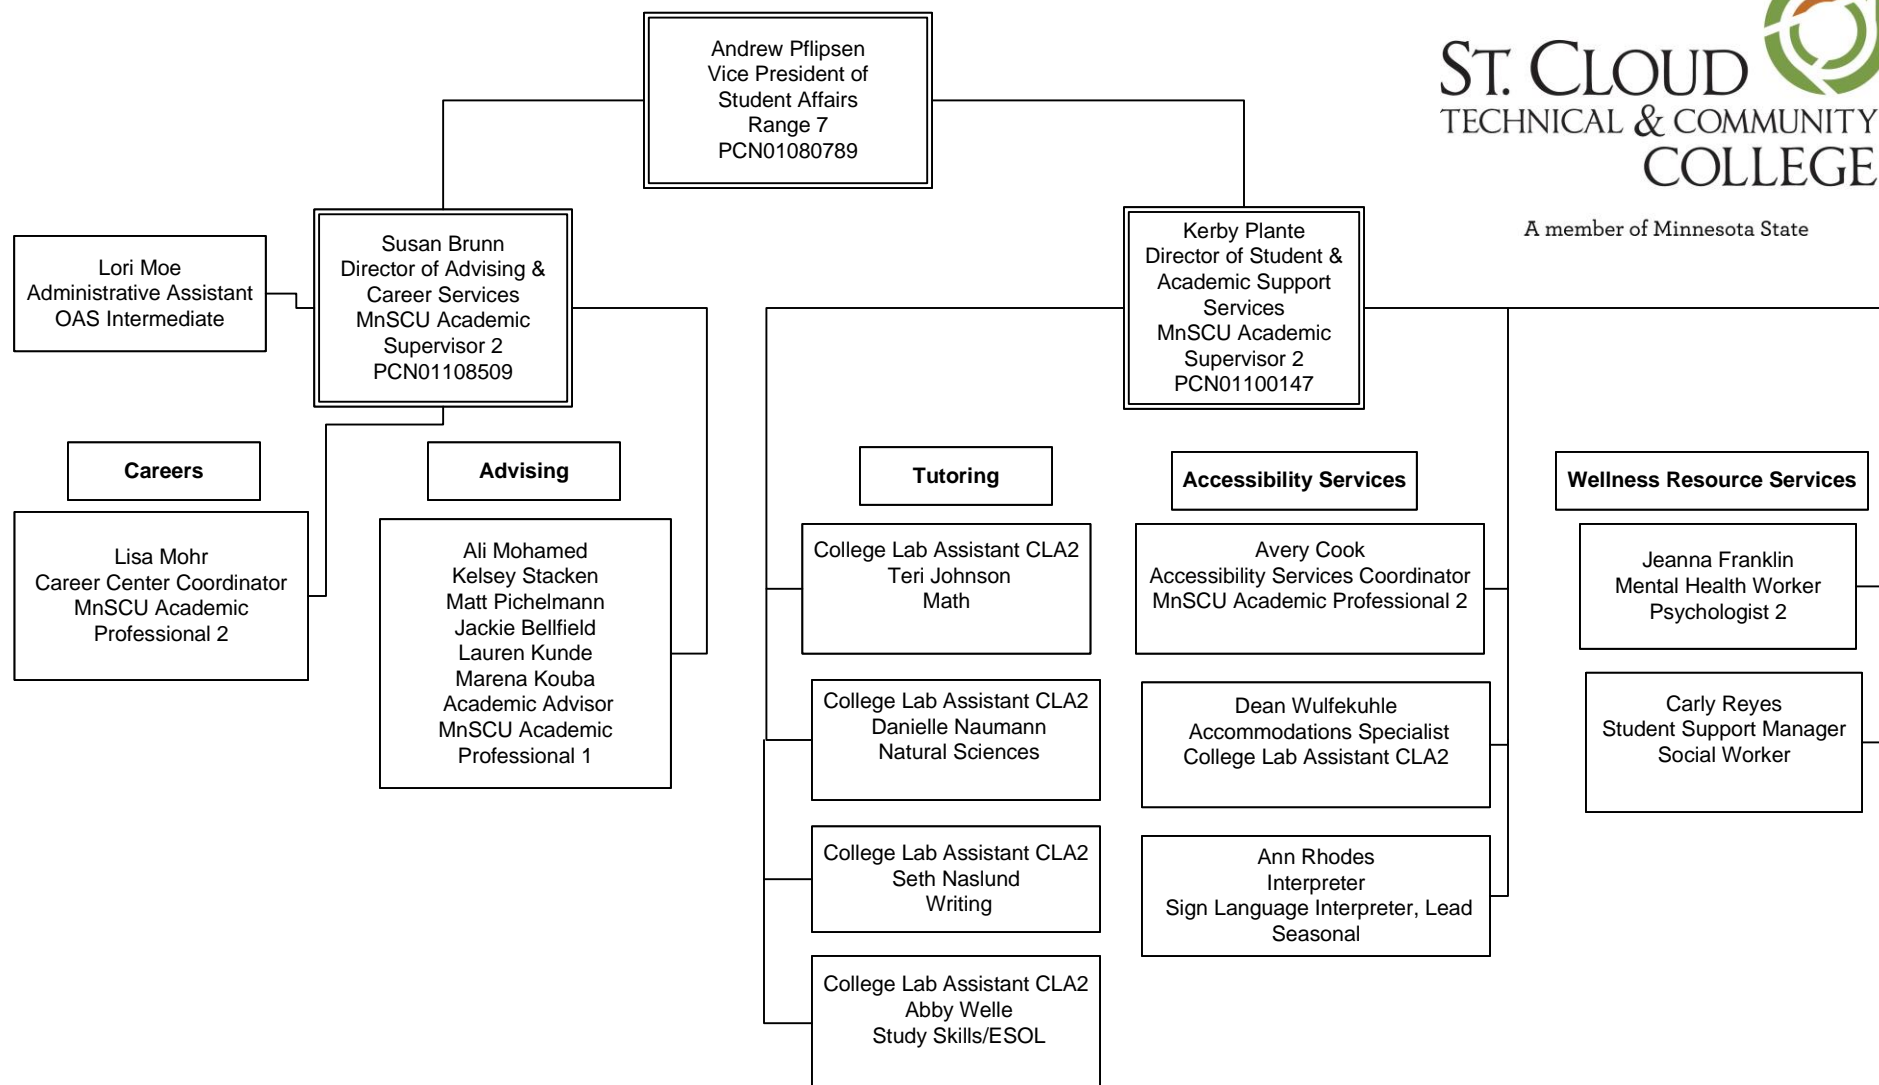 Andrew Pflipsen
Vice President of
Student Affairs
Range 7
PCN01080789
ST. CLOUD
TECHNICAL & COMMUNITY
COLLEGE
A member of Minnesota State
Lori Moe
Administrative Assistant
OAS Intermediate
Susan Brunn
Director of Advising &
Career Services
MnSCU Academic
Supervisor 2
PCN01108509
Kerby Plante
Director of Student &
Academic Support
Services
MnSCU Academic
Supervisor 2
PCN01100147
Careers
Lisa Mohr
Career Center Coordinator
MnSCU Academic
Professional 2
Advising
Ali Mohamed
Kelsey Stacken
Matt Pichelmann
Jackie Bellfield
Lauren Kunde
Marena Kouba
Academic Advisor
MnSCU Academic
Professional 1
Tutoring
College Lab Assistant CLA2
Teri Johnson
Math
College Lab Assistant CLA2
Danielle Naumann
Natural Sciences
College Lab Assistant CLA2
Seth Naslund
Writing
College Lab Assistant CLA2
Abby Welle
Study Skills/ESOL
Accessibility Services
Avery Cook
Accessibility Services Coordinator
MnSCU Academic Professional 2
Dean Wulfekuhle
Accommodations Specialist
College Lab Assistant CLA2
Ann Rhodes
Interpreter
Sign Language Interpreter, Lead
Seasonal
Wellness Resource Services
Jeanna Franklin
Mental Health Worker
Psychologist 2
Carly Reyes
Student Support Manager
Social Worker